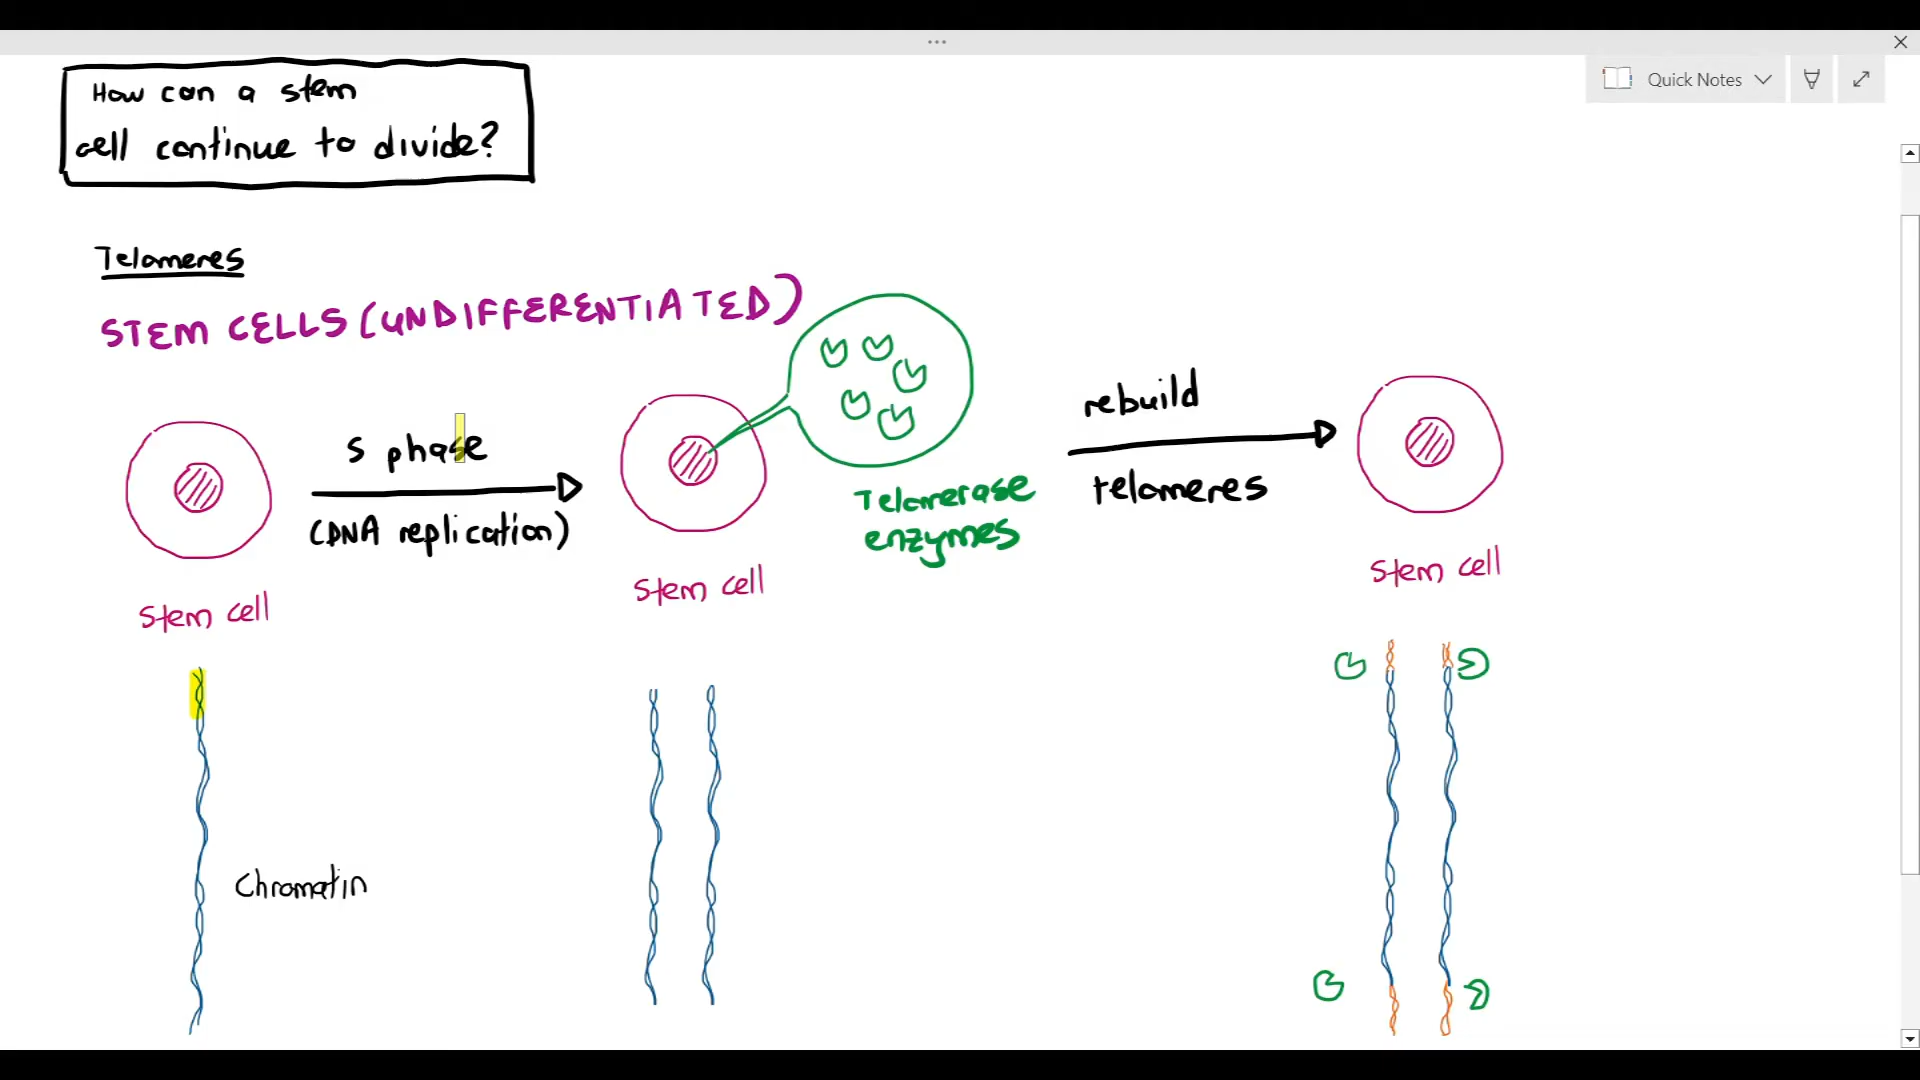 Quick Notes
How can a stem
cell continue to divide?
Telomeres
STEM CELLS (UNDIFFERENTIATED)
S phase
(DNA replication)
Stem cell
Stem cell
Telomerase
enzymes
rebuild
telomeres
Stem cell
Chromatin